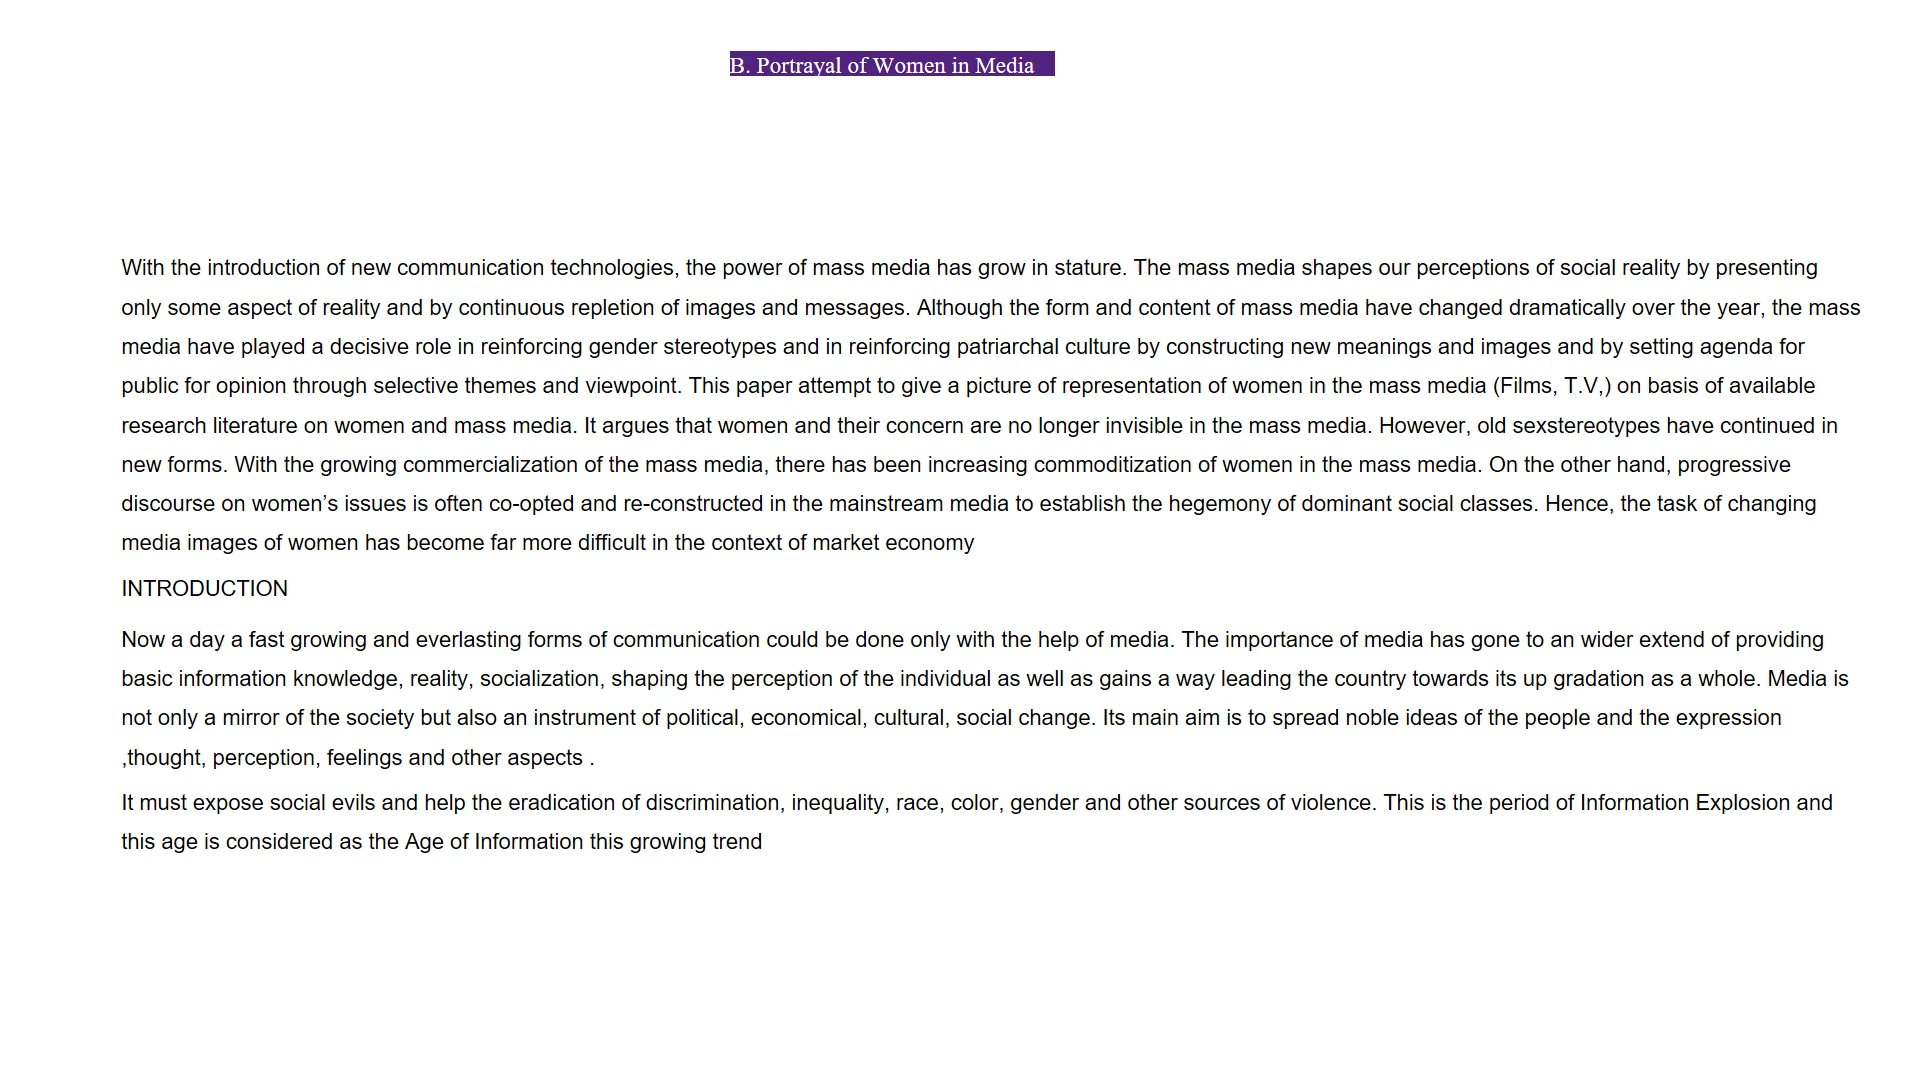 B. Portrayal of Women in Media
With the introduction of new communication technologies, the power of mass media has grow in stature. The mass media shapes our perceptions of social reality by presenting
only some aspect of reality and by continuous repletion of images and messages. Although the form and content of mass media have changed dramatically over the year, the mass
media have played a decisive role in reinforcing gender stereotypes and in reinforcing patriarchal culture by constructing new meanings and images and by setting agenda for
public for opinion through selective themes and viewpoint. This paper attempt to give a picture of representation of women in the mass media (Films, T.V,) on basis of available
research literature on women and mass media. It argues that women and their concern are no longer invisible in the mass media. However, old sexstereotypes have continued in
new forms. With the growing commercialization of the mass media, there has been increasing commoditization of women in the mass media. On the other hand, progressive
discourse on women’s issues is often co-opted and re-constructed in the mainstream media to establish the hegemony of dominant social classes. Hence, the task of changing
media images of women has become far more difficult in the context of market economy
INTRODUCTION
Now a day a fast growing and everlasting forms of communication could be done only with the help of media. The importance of media has gone to an wider extend of providing
basic information knowledge, reality, socialization, shaping the perception of the individual as well as gains a way leading the country towards its up gradation as a whole. Media is
not only a mirror of the society but also an instrument of political, economical, cultural, social change. Its main aim is to spread noble ideas of the people and the expression
,thought, perception, feelings and other aspects .
It must expose social evils and help the eradication of discrimination, inequality, race, color, gender and other sources of violence. This is the period of Information Explosion and
this age is considered as the Age of Information this growing trend